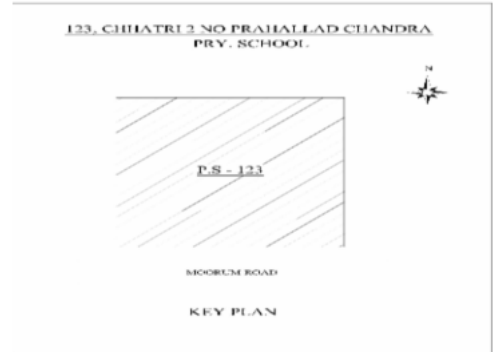 123, CHHATRI 2 NO PRAHALLAD CHANDRA
PRY. SCHOOL
N
P.S - 123
MOORUM ROAD
KEY PLAN